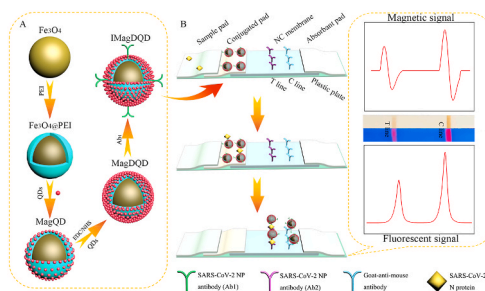 A
Fe3O4
PEI
Fe3O4@PEI
QDs
MagQD
EDC/NHS
QDs
MagDQD
Ab1
IMagDQD
B
Sample pad
Conjugated pad
NC membrane
Absorbant pad
T line
C line
Plastic plate
Magnetic signal
T line
C line
Fluorescent signal
SARS-CoV-2 NP
antibody (Ab1)
SARS-CoV-2 NP
antibody (Ab2)
Goat-anti-mouse
antibody
SARS-CoV-2
N protein